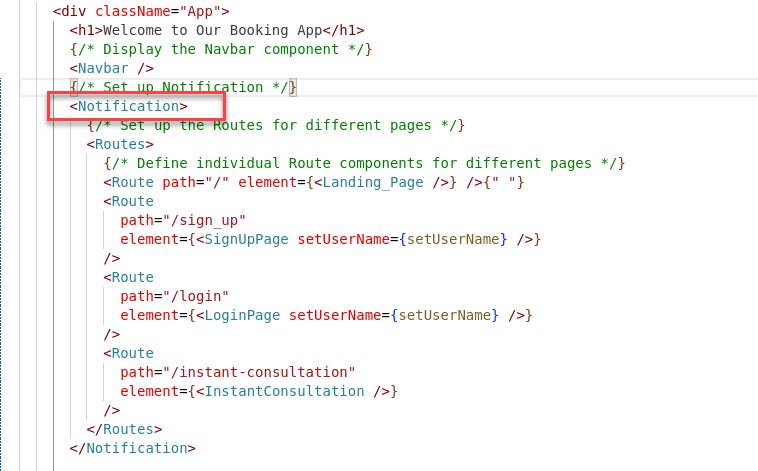 <div className="App">
<h1>Welcome to Our Booking App</h1>
{/* Display the Navbar component */}
<Navbar />
{/* Set up Notification */}
<Notification>
{/* Set up the Routes for different pages */}
<Routes>
{/* Define individual Route components for different pages */}
<Route path="/" element={<Landing_Page />} />{" "}
<Route
path="/sign_up"
element={<SignUpPage setUserName={setUserName} />}
/>
<Route
path="/login"
element={<LoginPage setUserName={setUserName} />}
/>
<Route
path="/instant-consultation"
element={<InstantConsultation />}
/>
</Routes>
</Notification>